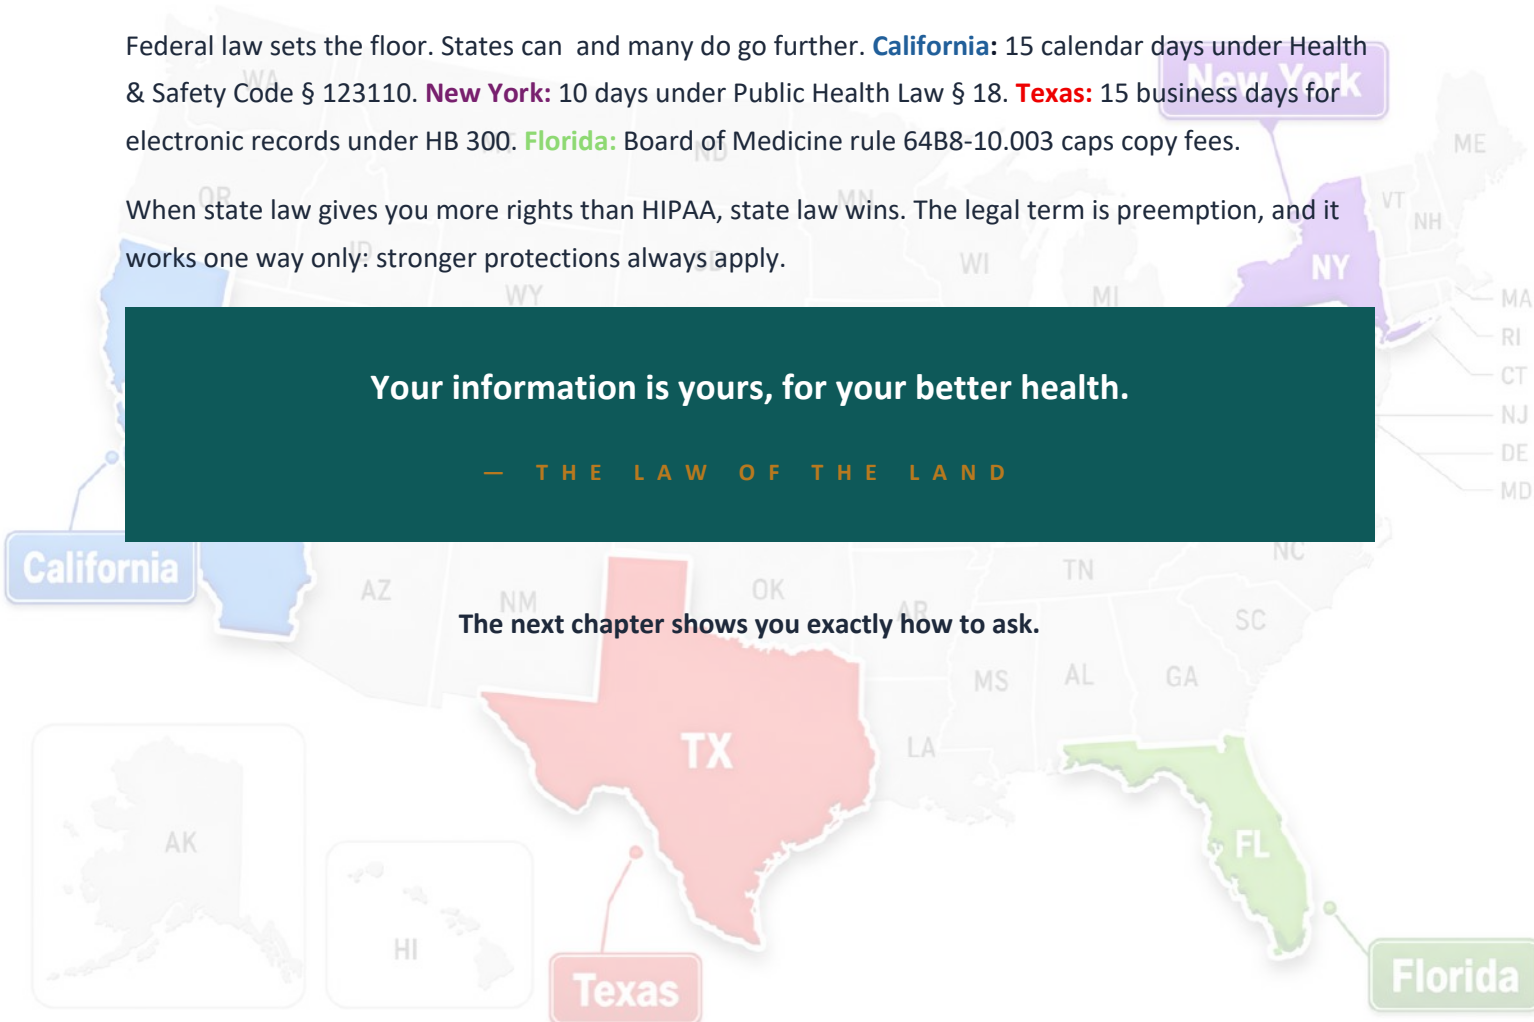 Federal law sets the floor. States can  and many do go further. California: 15 calendar days under Health
& Safety Code § 123110. New York: 10 days under Public Health Law § 18. Texas: 15 business days for
electronic records under HB 300. Florida: Board of Medicine rule 64B8-10.003 caps copy fees.
When state law gives you more rights than HIPAA, state law wins. The legal term is preemption, and it
works one way only: stronger protections always apply.
Your information is yours, for your better health.
— THE LAW OF THE LAND
The next chapter shows you exactly how to ask.
WA
New York
ND
ME
OR
MN
VT
NH
ID
SD
WI
NY
WY
MI
MA
RI
CT
NJ
DE
MD
California
AZ
NM
OK
TN
NC
AR
SC
MS
AL
GA
TX
LA
AK
FL
HI
Texas
Florida